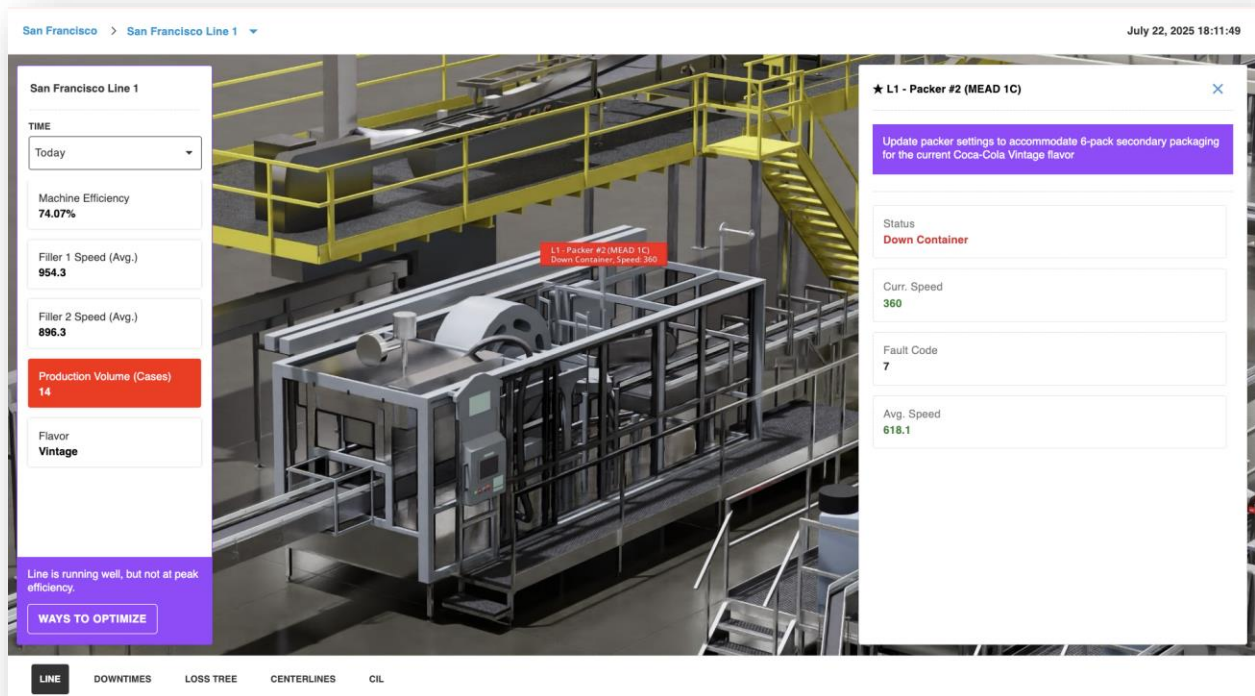 San Francisco > San Francisco Line 1
July 22, 2025 18:11:49
San Francisco Line 1
TIME
Today
Machine Efficiency
74.07%
Filler 1 Speed (Avg.)
954.3
Filler 2 Speed (Avg.)
896.3
Production Volume (Cases)
14
Flavor
Vintage
Line is running well, but not at peak
efficiency.
WAYS TO OPTIMIZE
L1 - Packer #2 (MEAD 1C)
Down Container, Speed: 360
★ L1 - Packer #2 (MEAD 1C)
Update packer settings to accommodate 6-pack secondary packaging
for the current Coca-Cola Vintage flavor
Status
Down Container
Curr. Speed
360
Fault Code
7
Avg. Speed
618.1
LINE DOWNTIMES LOSS TREE CENTERLINES CIL